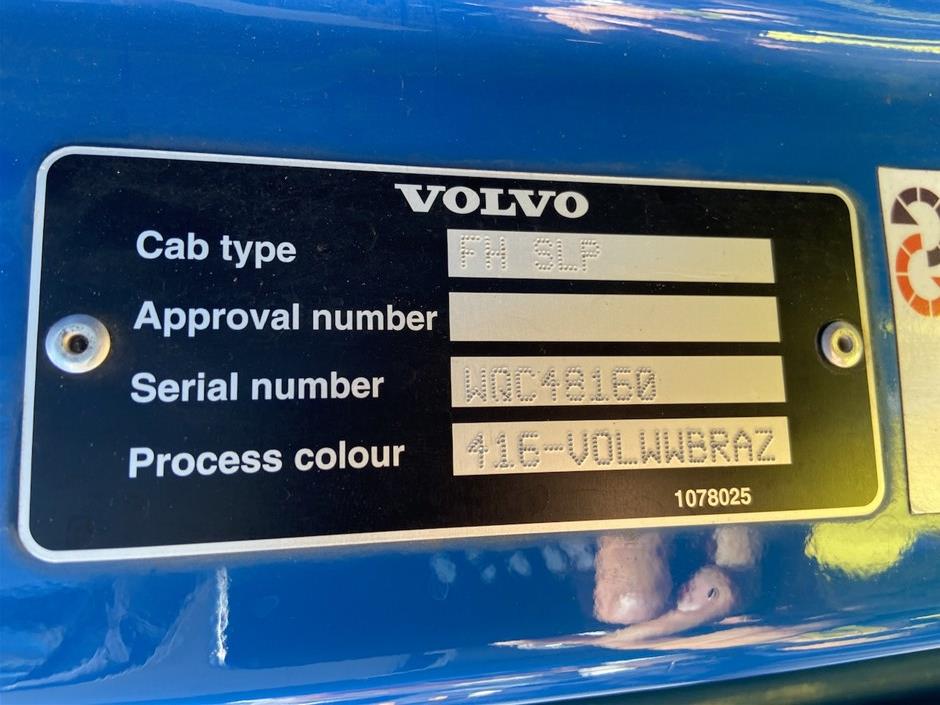 VOLVO
Cab type FH SLP
Approval number
Serial number WQC48160
Process colour 416-VOLWWBRAZ
1078025